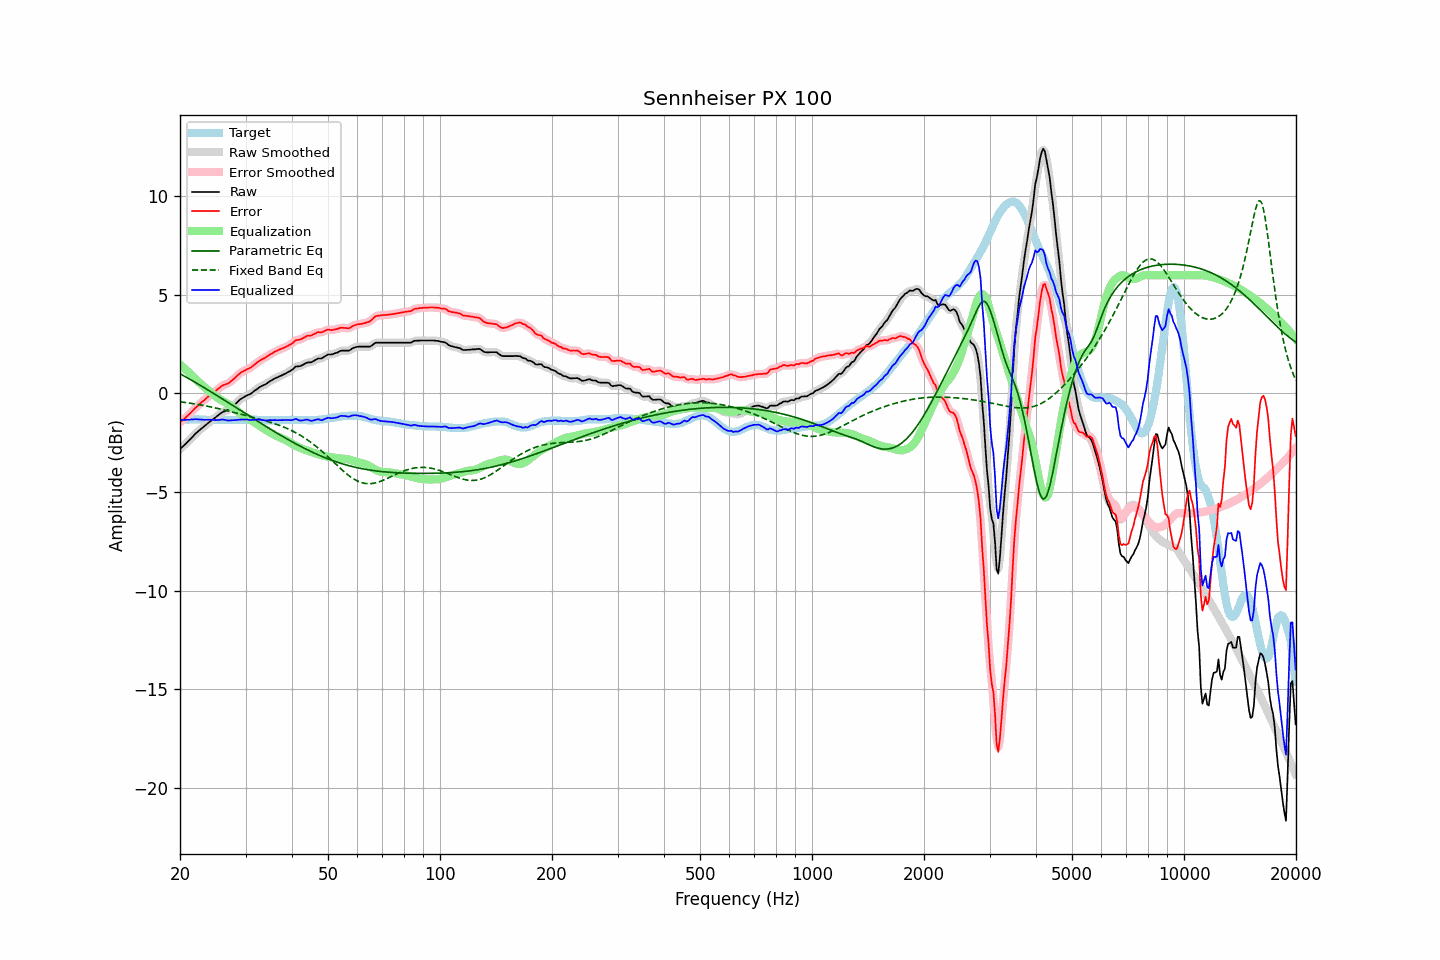 Sennheiser PX 100
Target
Raw Smoothed
Error Smoothed
Raw
Error
Equalization
Parametric Eq
Fixed Band Eq
Equalized
10
5
0
−5
−10
−15
−20
Amplitude (dBr)
20 50 100 200 500 1000 2000 5000 10000 20000
Frequency (Hz)